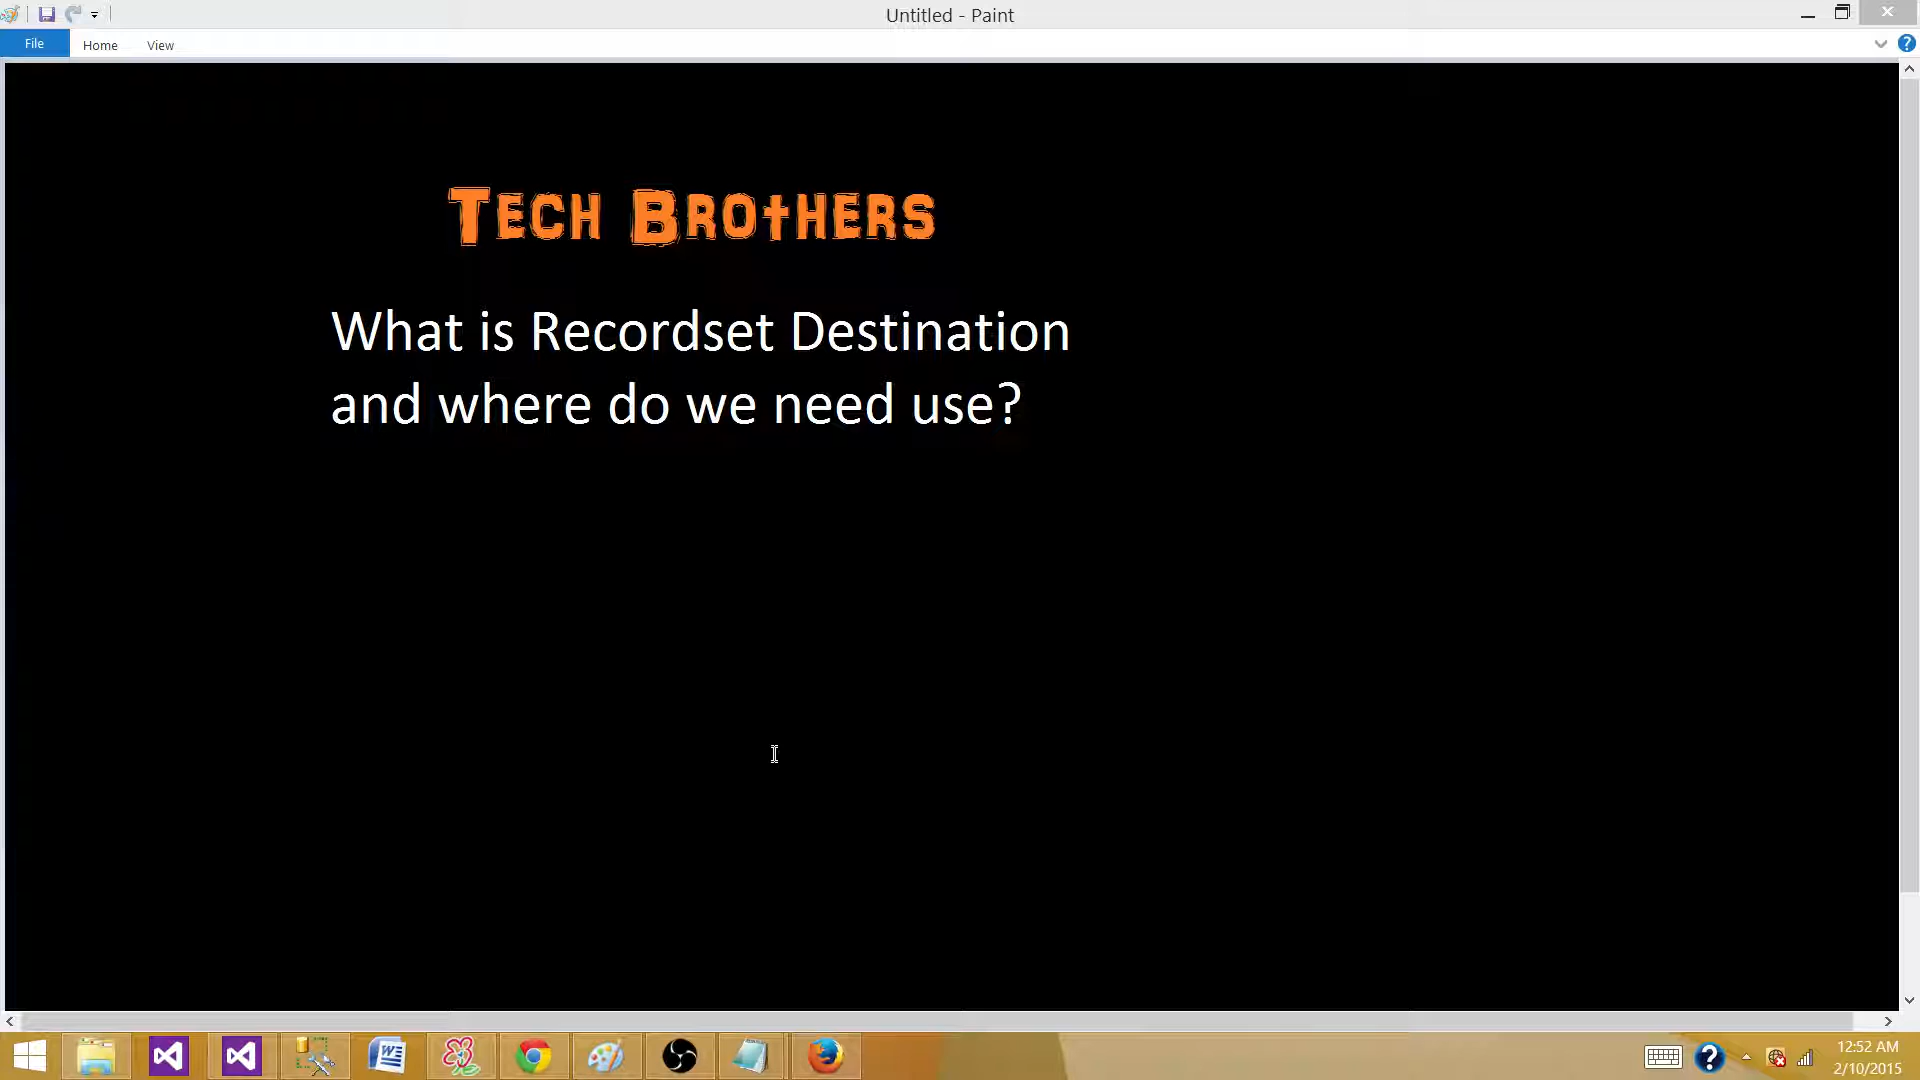 Untitled - Paint
File Home View
Tech Brothers
What is Recordset Destination
and where do we need use?
12:52 AM
2/10/2015